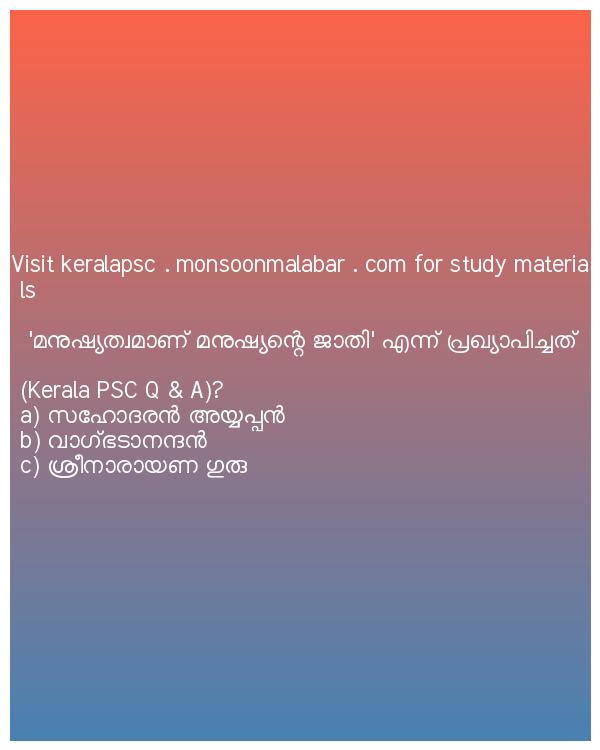 Visit keralapsc . monsoonmalabar . com for study materia
ls
'മനുഷ്യത്വമാണ് മനുഷ്യന്റെ ജാതി' എന്ന് പ്രഖ്യാപിച്ചത്
(Kerala PSC Q & A)?
a) സഹോദരൻ അയ്യപ്പൻ
b) വാഗ്ഭടാനന്ദൻ
c) ശ്രീനാരായണ ഗുരു